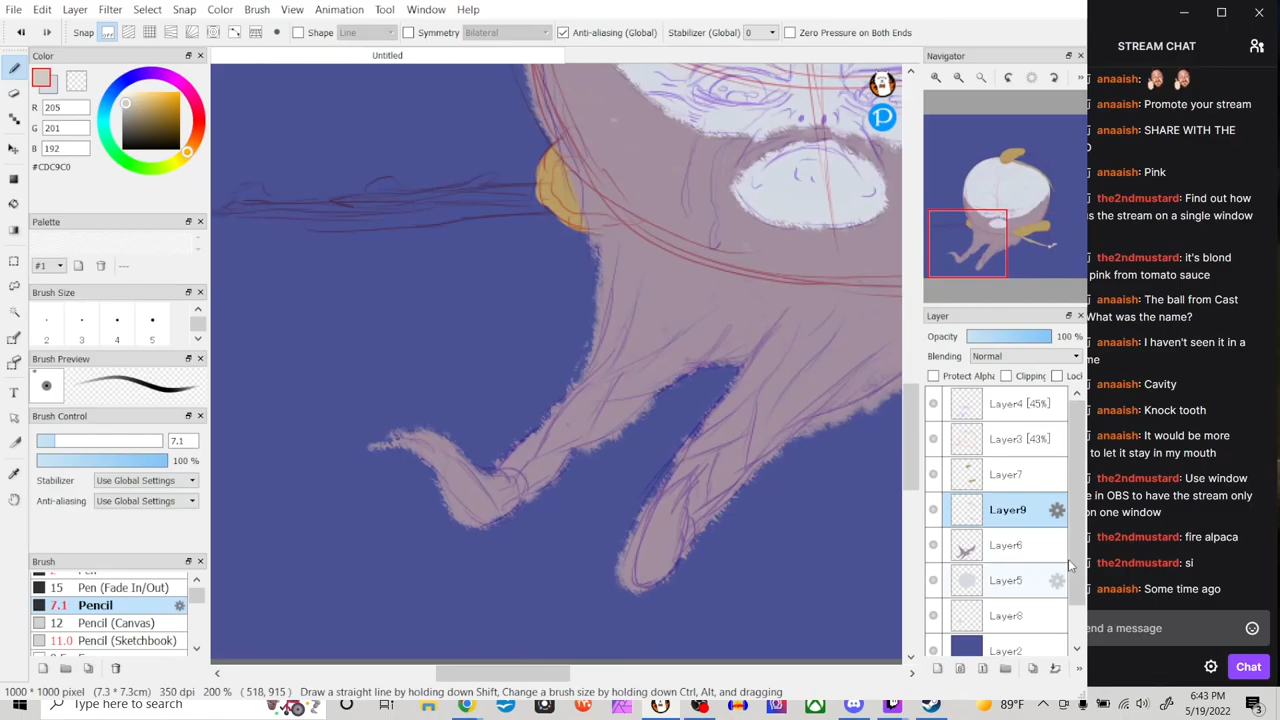 File Edit Layer Filter Select Snap Color Brush View Animation Tool Window Help
Snap Shape Line Symmetry Bilateral Anti-aliasing (Global) Stabilizer (Global) 0 Zero Pressure on Both Ends
Color
R 205
G 201
B 192
#CDC9C0
Palette
#1 ---
Brush Size
2 3 4 5
Brush Preview
Brush Control
7.1
100 %
Stabilizer Use Global Settings
Anti-aliasing Use Global Settings
Brush
15 Pen (Fade In/Out)
7.1 Pencil
12 Pencil (Canvas)
11.0 Pencil (Sketchbook)
Untitled
Navigator
Layer
Opacity 100 %
Blending Normal
Protect Alpha Clipping Lock
Layer4 [45%]
Layer3 [43%]
Layer7
Layer9
Layer6
Layer5
Layer8
Layer2
1000 * 1000 pixel (7.3 * 7.3cm) 350 dpi 200 % (518, 915) Draw a straight line by holding down Shift, Change a brush size by holding down Ctrl, Alt, and dragging
STREAM CHAT
anaaish:
anaaish: Promote your stream
anaaish: SHARE WITH THE
anaaish: Pink
the2ndmustard: Find out how
is the stream on a single window
the2ndmustard: it's blond
pink from tomato sauce
anaaish: The ball from Cast
What was the name?
anaaish: I haven't seen it in a
me
anaaish: Cavity
anaaish: Knock tooth
anaaish: It would be more
to let it stay in my mouth
the2ndmustard: Use window
e in OBS to have the stream only
on one window
the2ndmustard: fire alpaca
the2ndmustard: si
anaaish: Some time ago
end a message
Chat
Type here to search
89°F
6:43 PM
5/19/2022
3